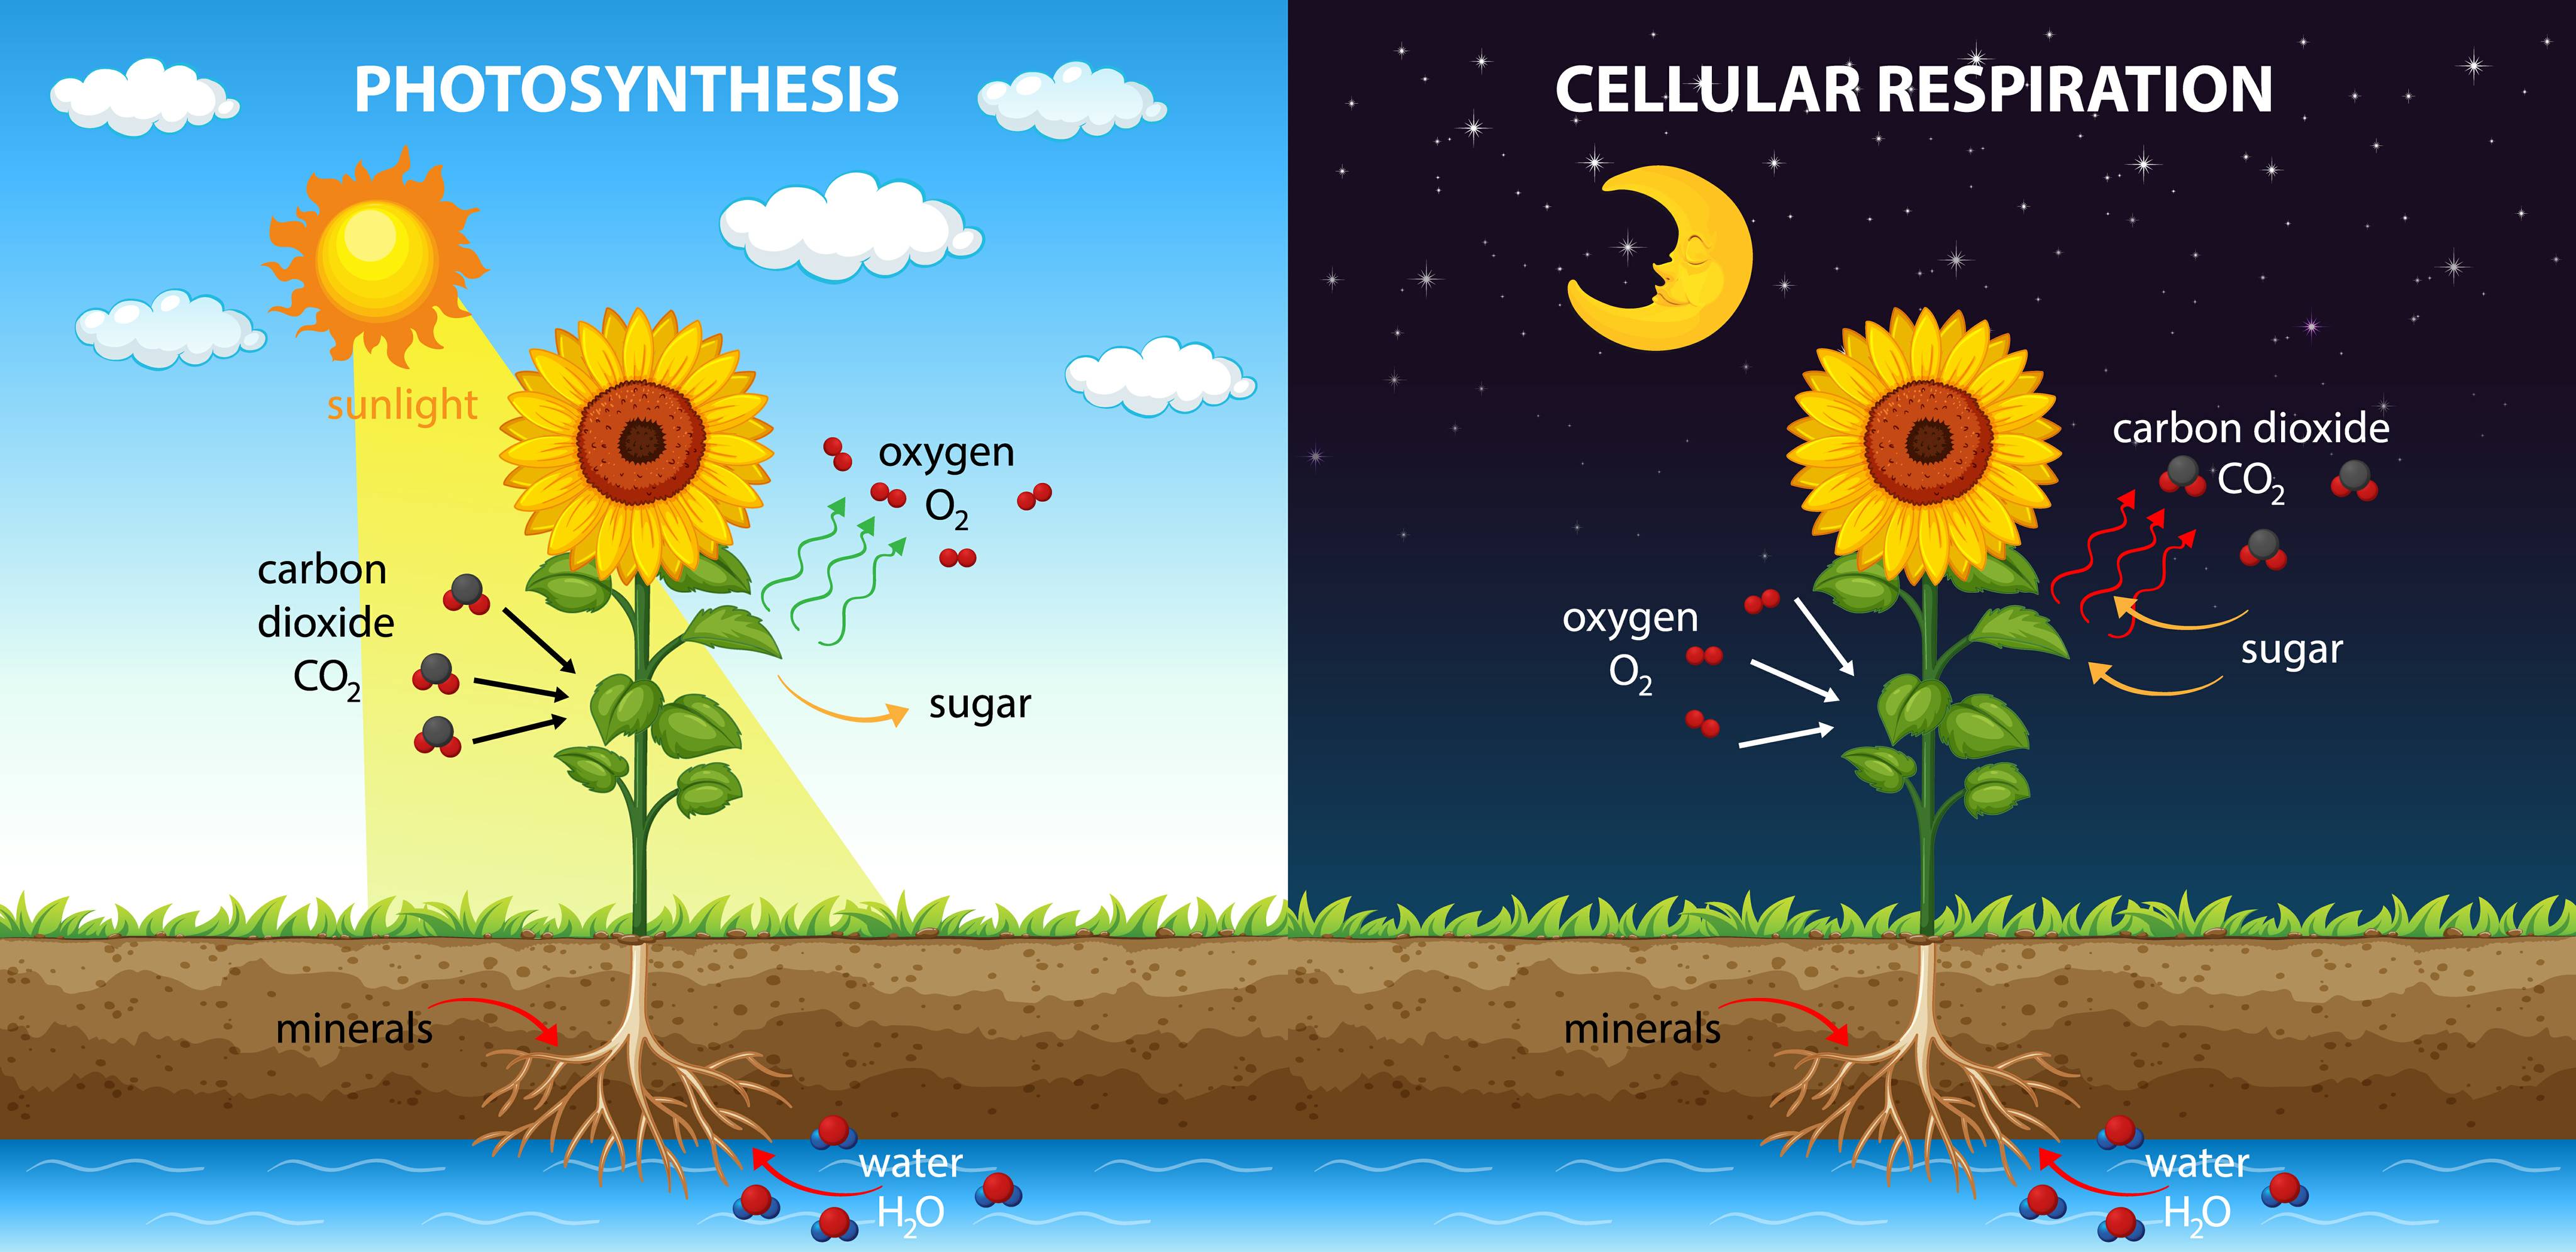 PHOTOSYNTHESIS
sunlight
oxygen
O₂
carbon
dioxide
CO₂
sugar
minerals
water
H₂O
CELLULAR RESPIRATION
carbon dioxide
CO₂
oxygen
O₂
sugar
minerals
water
H₂O